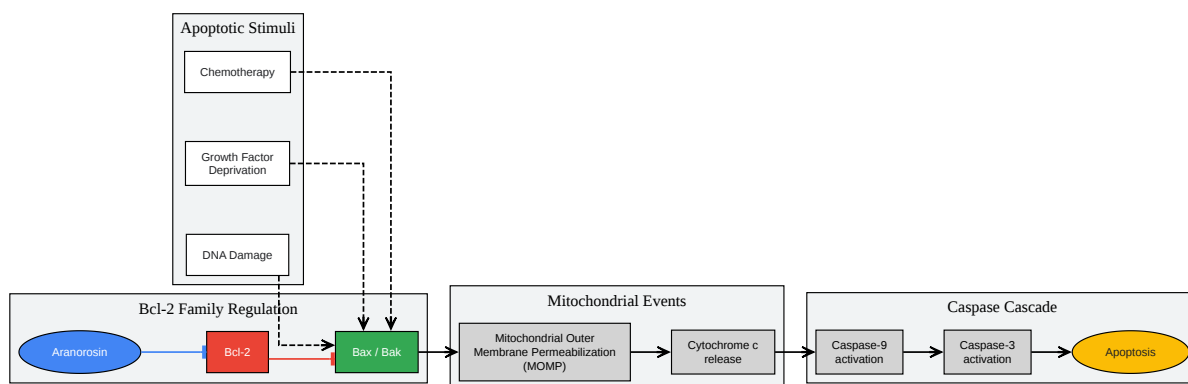 Apoptotic Stimuli
Chemotherapy
Growth Factor
Deprivation
DNA Damage
Bcl-2 Family Regulation
Aranorosin
Bcl-2
Bax / Bak
Mitochondrial Events
Mitochondrial Outer
Membrane Permeabilization
(MOMP)
Cytochrome c
release
Caspase Cascade
Caspase-9
activation
Caspase-3
activation
Apoptosis